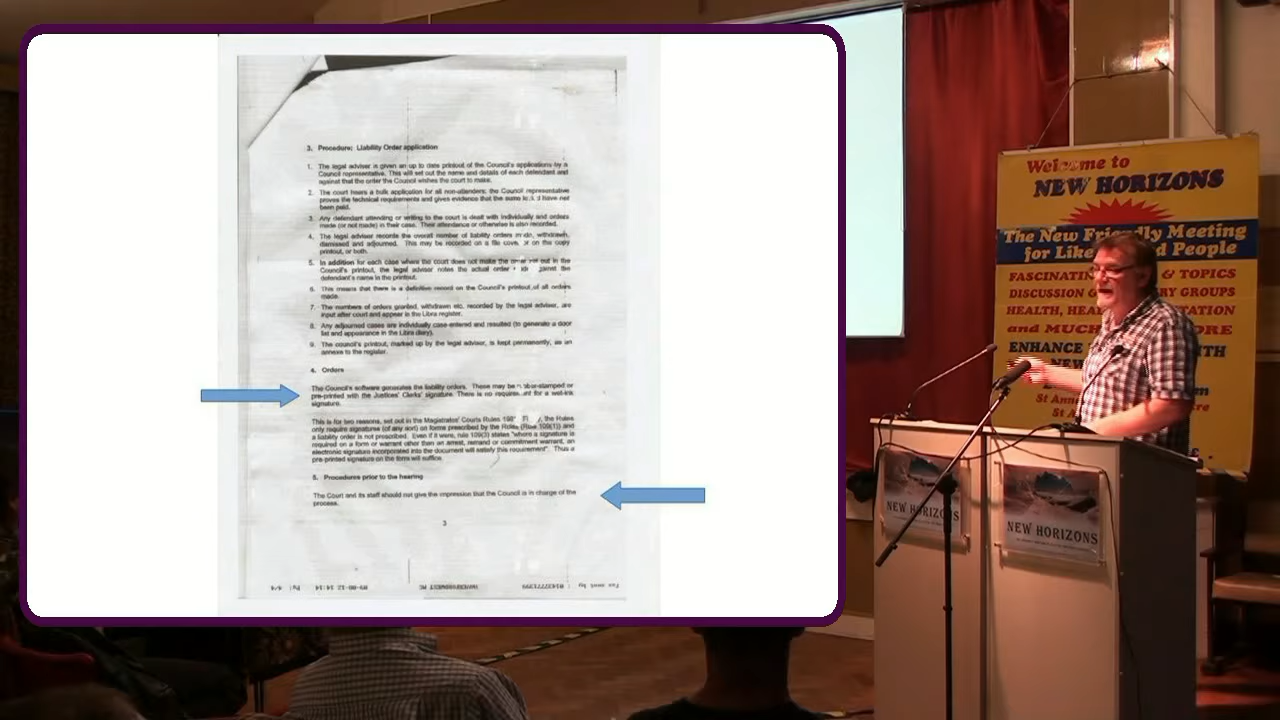 3. Procedure: Liability Order application
1. The legal adviser is given an up to date printout of the Council's applications by a
Council representative. This will set out the name and details of each defendant and
against that the order the Council wishes the court to make.
2. The court hears a bulk application for all non-attenders; the Council representative
proves the technical requirements and gives evidence that the sums have not
been paid.
3. Any defendant attending or writing to the court is dealt with individually and orders
made (or not made) in their case. Their attendance or otherwise is also recorded.
4. The legal advisor records the overall number of liability orders made, withdrawn,
dismissed and adjourned. This may be recorded on a file cover, or on the copy
printout, or both.
5. In addition for each case where the court does not make the order set out in the
Council's printout, the legal advisor notes the actual order against the
defendant's name in the printout.
6. This means that there is a definitive record on the Council's printout of all orders
made.
7. The numbers of orders granted, withdrawn etc. recorded by the legal adviser, are
input after court and appear in the Libra register.
8. Any adjourned cases are individually case entered and resulted (to generate a door
list and appearance in the Libra diary).
9. The council's printout, marked up by the legal advisor, is kept permanently, as an
annexe to the register.
4. Orders
The Council's software generates the liability orders. These may be rubber-stamped or
pre-printed with the Justices' Clerks' signature. There is no requirement for a wet-ink
signature.
This is for two reasons, set out in the Magistrates' Courts Rules the Rules
only require signatures (of any sort) on forms prescribed by the Rules (Rule 109(1)) and
a liability order is not prescribed. Even if it were, rule 109(3) states "where a signature is
required on a form or warrant other than an arrest, remand or commitment warrant, an
electronic signature incorporated into the document will satisfy this requirement". Thus a
pre-printed signature on the form will suffice.
5. Procedures prior to the hearing
The Court and its staff should not give the impression that the Council is in charge of the
process.
3
Welcome to
NEW HORIZONS
The New Friendly Meeting
for People
FASCINATIN & TOPICS
DISCUSSION GROUPS
HEALTH,
and MUCH
ENHANCE
NEW HORIZONS
NEW HORIZONS